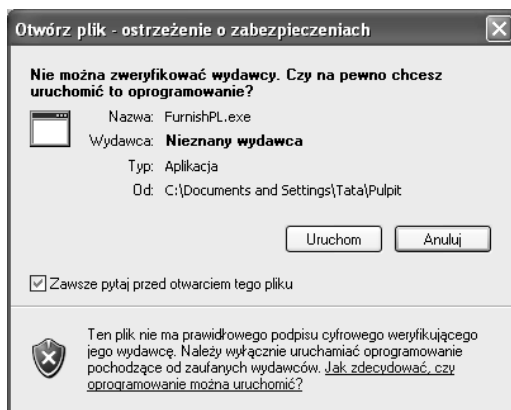 Otwórz plik - ostrzeżenie o zabezpieczeniach
Nie można zweryfikować wydawcy. Czy na pewno chcesz
uruchomić to oprogramowanie?
Nazwa: FurnishPL.exe
Wydawca: Nieznany wydawca
Typ: Aplikacja
Od: C:\Documents and Settings\Tata\Pulpit
Uruchom Anuluj
Zawsze pytaj przed otwarciem tego pliku
Ten plik nie ma prawidłowego podpisu cyfrowego weryfikującego
jego wydawcę. Należy wyłącznie uruchamiać oprogramowanie
pochodzące od zaufanych wydawców. Jak zdecydować, czy
oprogramowanie można uruchomić?